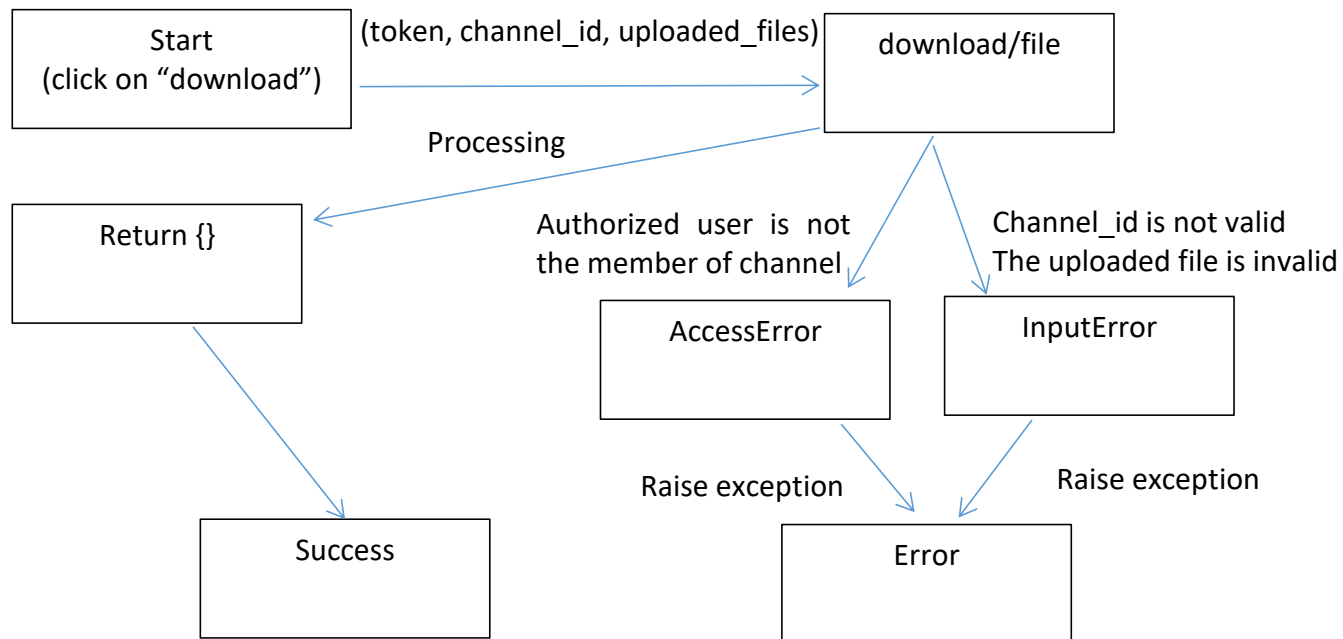 Start
(click on “download”)
(token, channel_id, uploaded_files)
download/file
Processing
Return {}
Authorized user is not
the member of channel
Channel_id is not valid
The uploaded file is invalid
AccessError
InputError
Raise exception
Raise exception
Success
Error